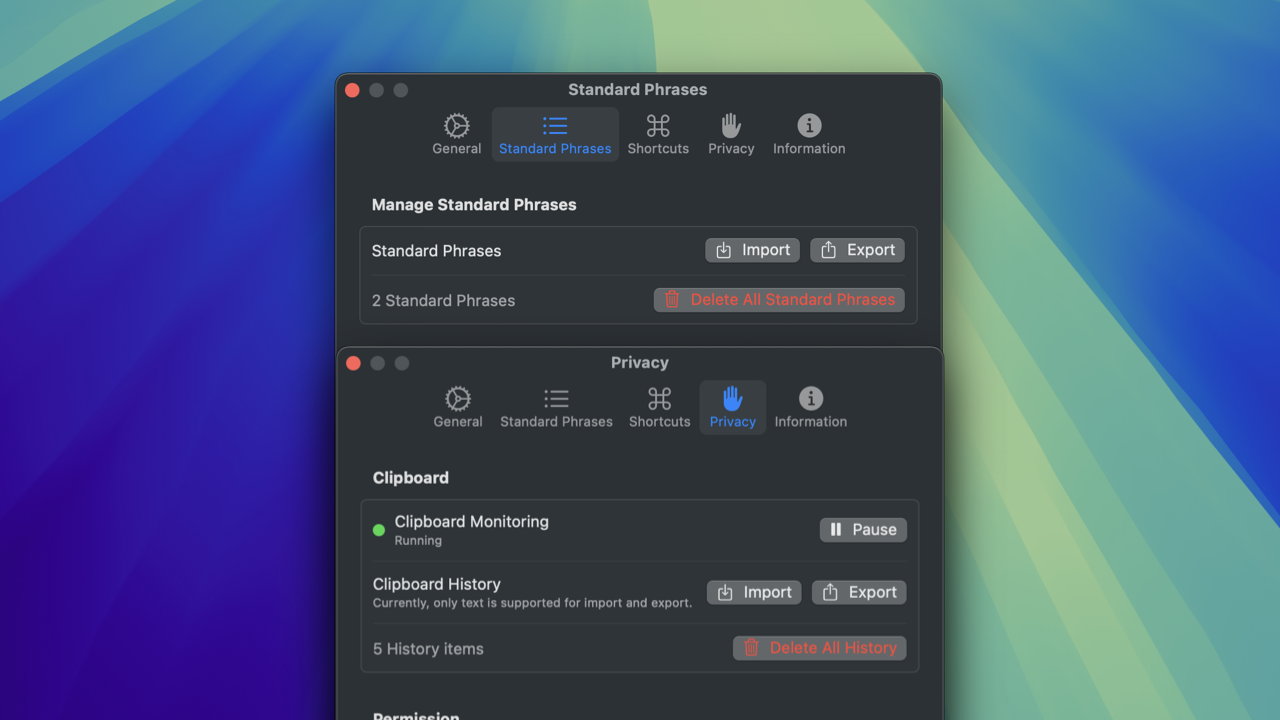 Standard Phrases
General Standard Phrases Shortcuts Privacy Information
Manage Standard Phrases
Standard Phrases Import Export
2 Standard Phrases Delete All Standard Phrases
Privacy
General Standard Phrases Shortcuts Privacy Information
Clipboard
Clipboard Monitoring
Running
Pause
Clipboard History
Currently, only text is supported for import and export.
Import Export
5 History items Delete All History
Permission